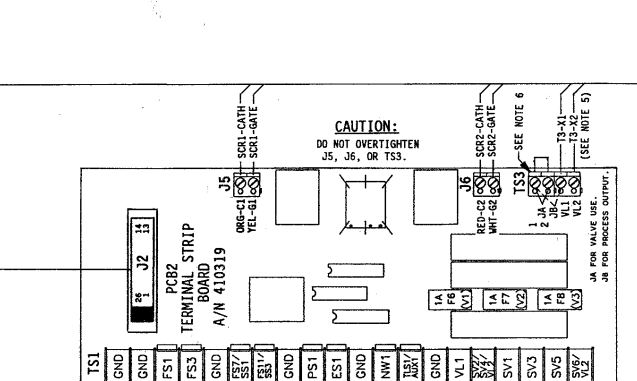 SCR1-CATH
SCR1-GATE
CAUTION:
DO NOT OVERTIGHTEN
J5, J6, OR TS3.
SCR2-CATH
SCR2-GATE
SEE NOTE 6
T3-X1
T3-X2
(SEE NOTE 5)
J5
ORG-C1
YEL-G1
J6
RED-C2
WHT-G2
TS3
1
2
JA
JB
VL1
VL2
JA FOR VALVE USE.
JB FOR PROCESS OUTPUT.
14
13
J2
26
1
PCB2
TERMINAL STRIP
BOARD
A/N 410319
1A
F6
(V1)
1A
F7
(V2)
1A
F8
(V3)
TS1
GND
GND
FS1
FS3
GND
FS7/
SS1
FS1/
SS3
GND
PS1
ES1
GND
NW1
TLS1/
AUX1
GND
VL1
SV2/
SV4/
SV1
SV3
SV5
SV6/
VL2